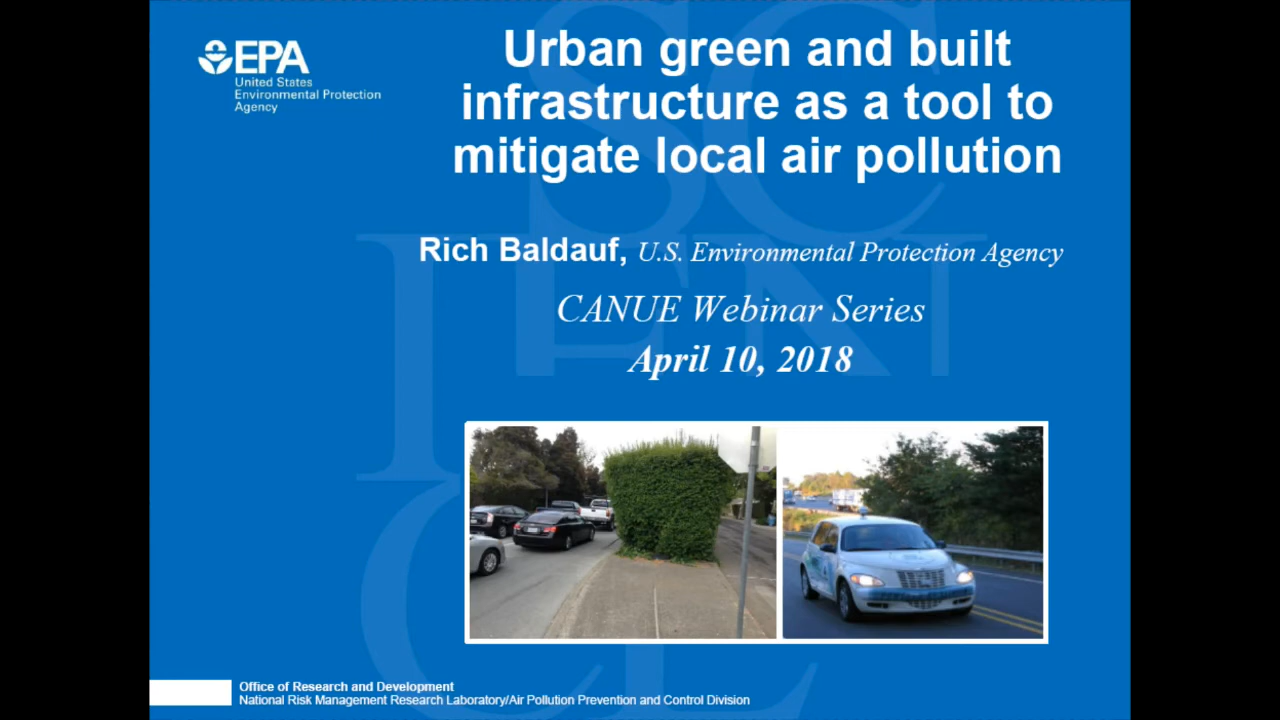 EPA
United States
Environmental Protection
Agency
Urban green and built
infrastructure as a tool to
mitigate local air pollution
Rich Baldauf, U.S. Environmental Protection Agency
CANUE Webinar Series
April 10, 2018
Office of Research and Development
National Risk Management Research Laboratory/Air Pollution Prevention and Control Division